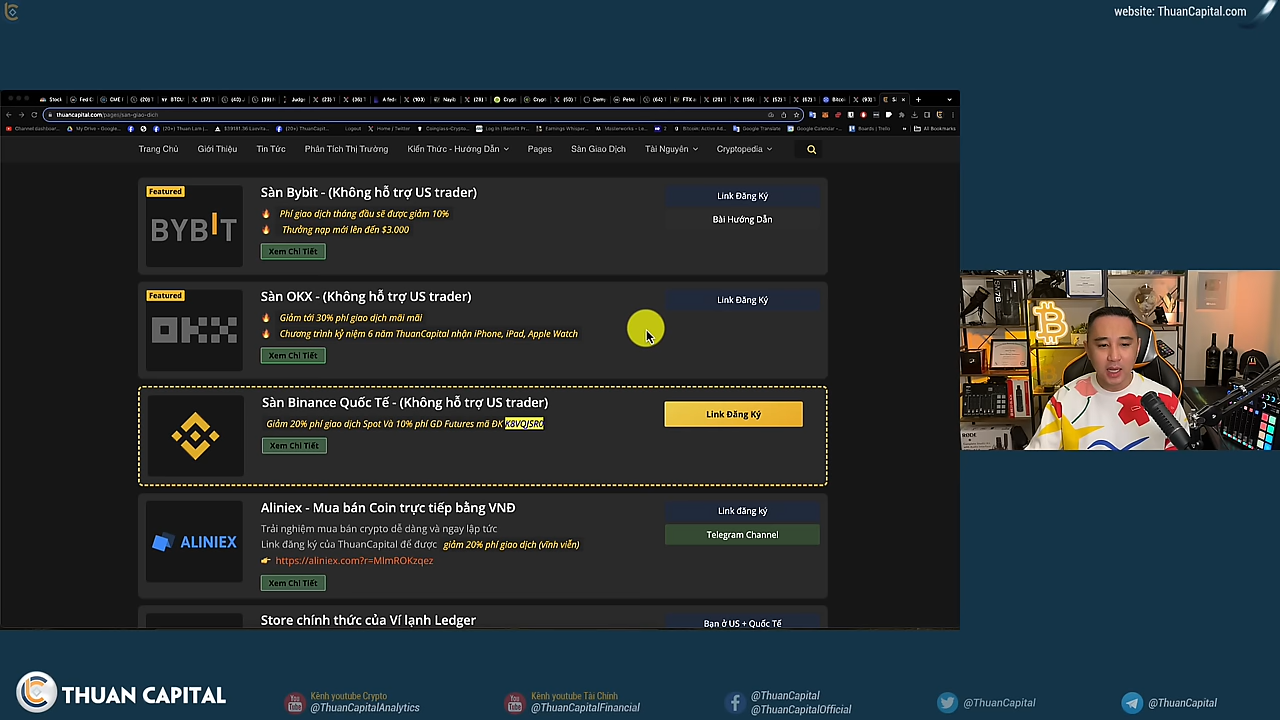 website: ThuanCapital.com
thuancapital.com/pages/san-giao-dich
Trang Chủ
Giới Thiệu
Tin Tức
Phân Tích Thị Trường
Kiến Thức - Hướng Dẫn
Pages
Sàn Giao Dịch
Tài Nguyên
Cryptopedia
Featured
BYBIT
Sàn Bybit - (Không hỗ trợ US trader)
Phí giao dịch tháng đầu sẽ được giảm 10%
Thưởng nạp mới lên đến $3.000
Xem Chi Tiết
Link Đăng Ký
Bài Hướng Dẫn
Featured
OKX
Sàn OKX - (Không hỗ trợ US trader)
Giảm tới 30% phí giao dịch mãi mãi
Chương trình kỷ niệm 6 năm ThuanCapital nhận iPhone, iPad, Apple Watch
Xem Chi Tiết
Link Đăng Ký
Sàn Binance Quốc Tế - (Không hỗ trợ US trader)
Giảm 20% phí giao dịch Spot Và 10% phí GD Futures mã ĐK K8VQJSR0
Xem Chi Tiết
Link Đăng Ký
ALINIEX
Aliniex - Mua bán Coin trực tiếp bằng VNĐ
Trải nghiệm mua bán crypto dễ dàng và ngay lập tức
Link đăng ký của ThuanCapital để được giảm 20% phí giao dịch (vĩnh viễn)
https://aliniex.com?r=MlmROKzqez
Xem Chi Tiết
Link đăng ký
Telegram Channel
Store chính thức của Ví lạnh Ledger
Bạn ở US + Quốc Tế
THUAN CAPITAL
Kênh youtube Crypto
@ThuanCapitalAnalytics
Kênh youtube Tài Chính
@ThuanCapitalFinancial
@ThuanCapital
@ThuanCapitalOfficial
@ThuanCapital
@ThuanCapital